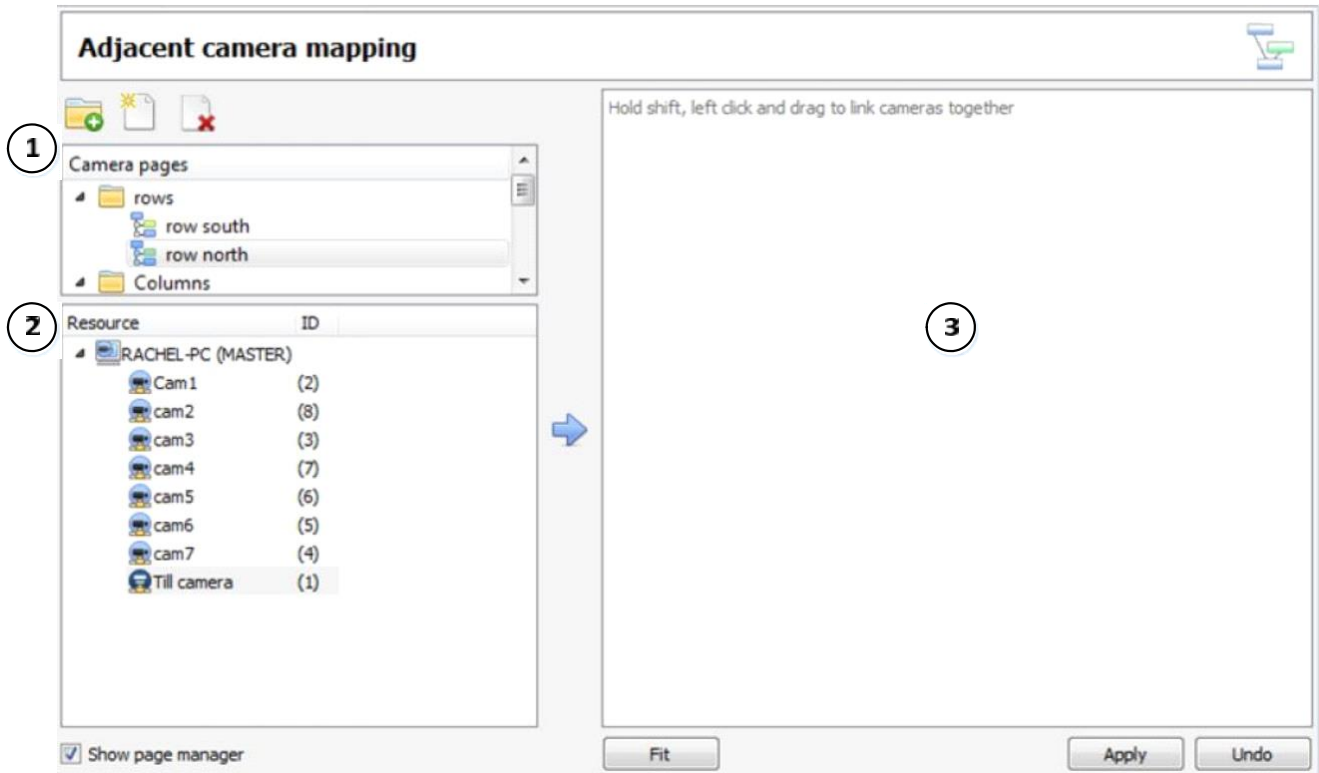 Adjacent camera mapping
Hold shift, left click and drag to link cameras together
1
Camera pages
rows
row south
row north
Columns
2
Resource ID
RACHEL-PC (MASTER)
Cam1 (2)
cam2 (8)
cam3 (3)
cam4 (7)
cam5 (6)
cam6 (5)
cam7 (4)
Till camera (1)
3
Show page manager
Fit Apply Undo